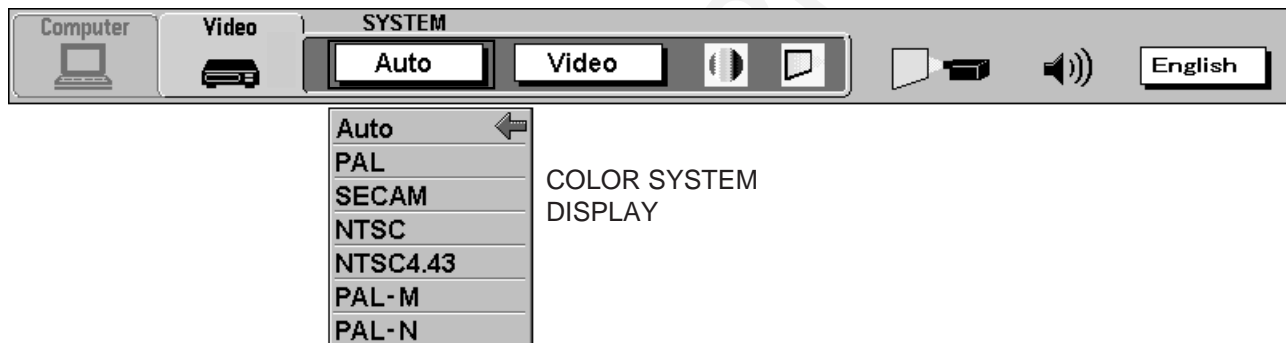 Computer
Video
SYSTEM
Auto
Video
English
Auto
PAL
SECAM
NTSC
NTSC4.43
PAL-M
PAL-N
COLOR SYSTEM
DISPLAY